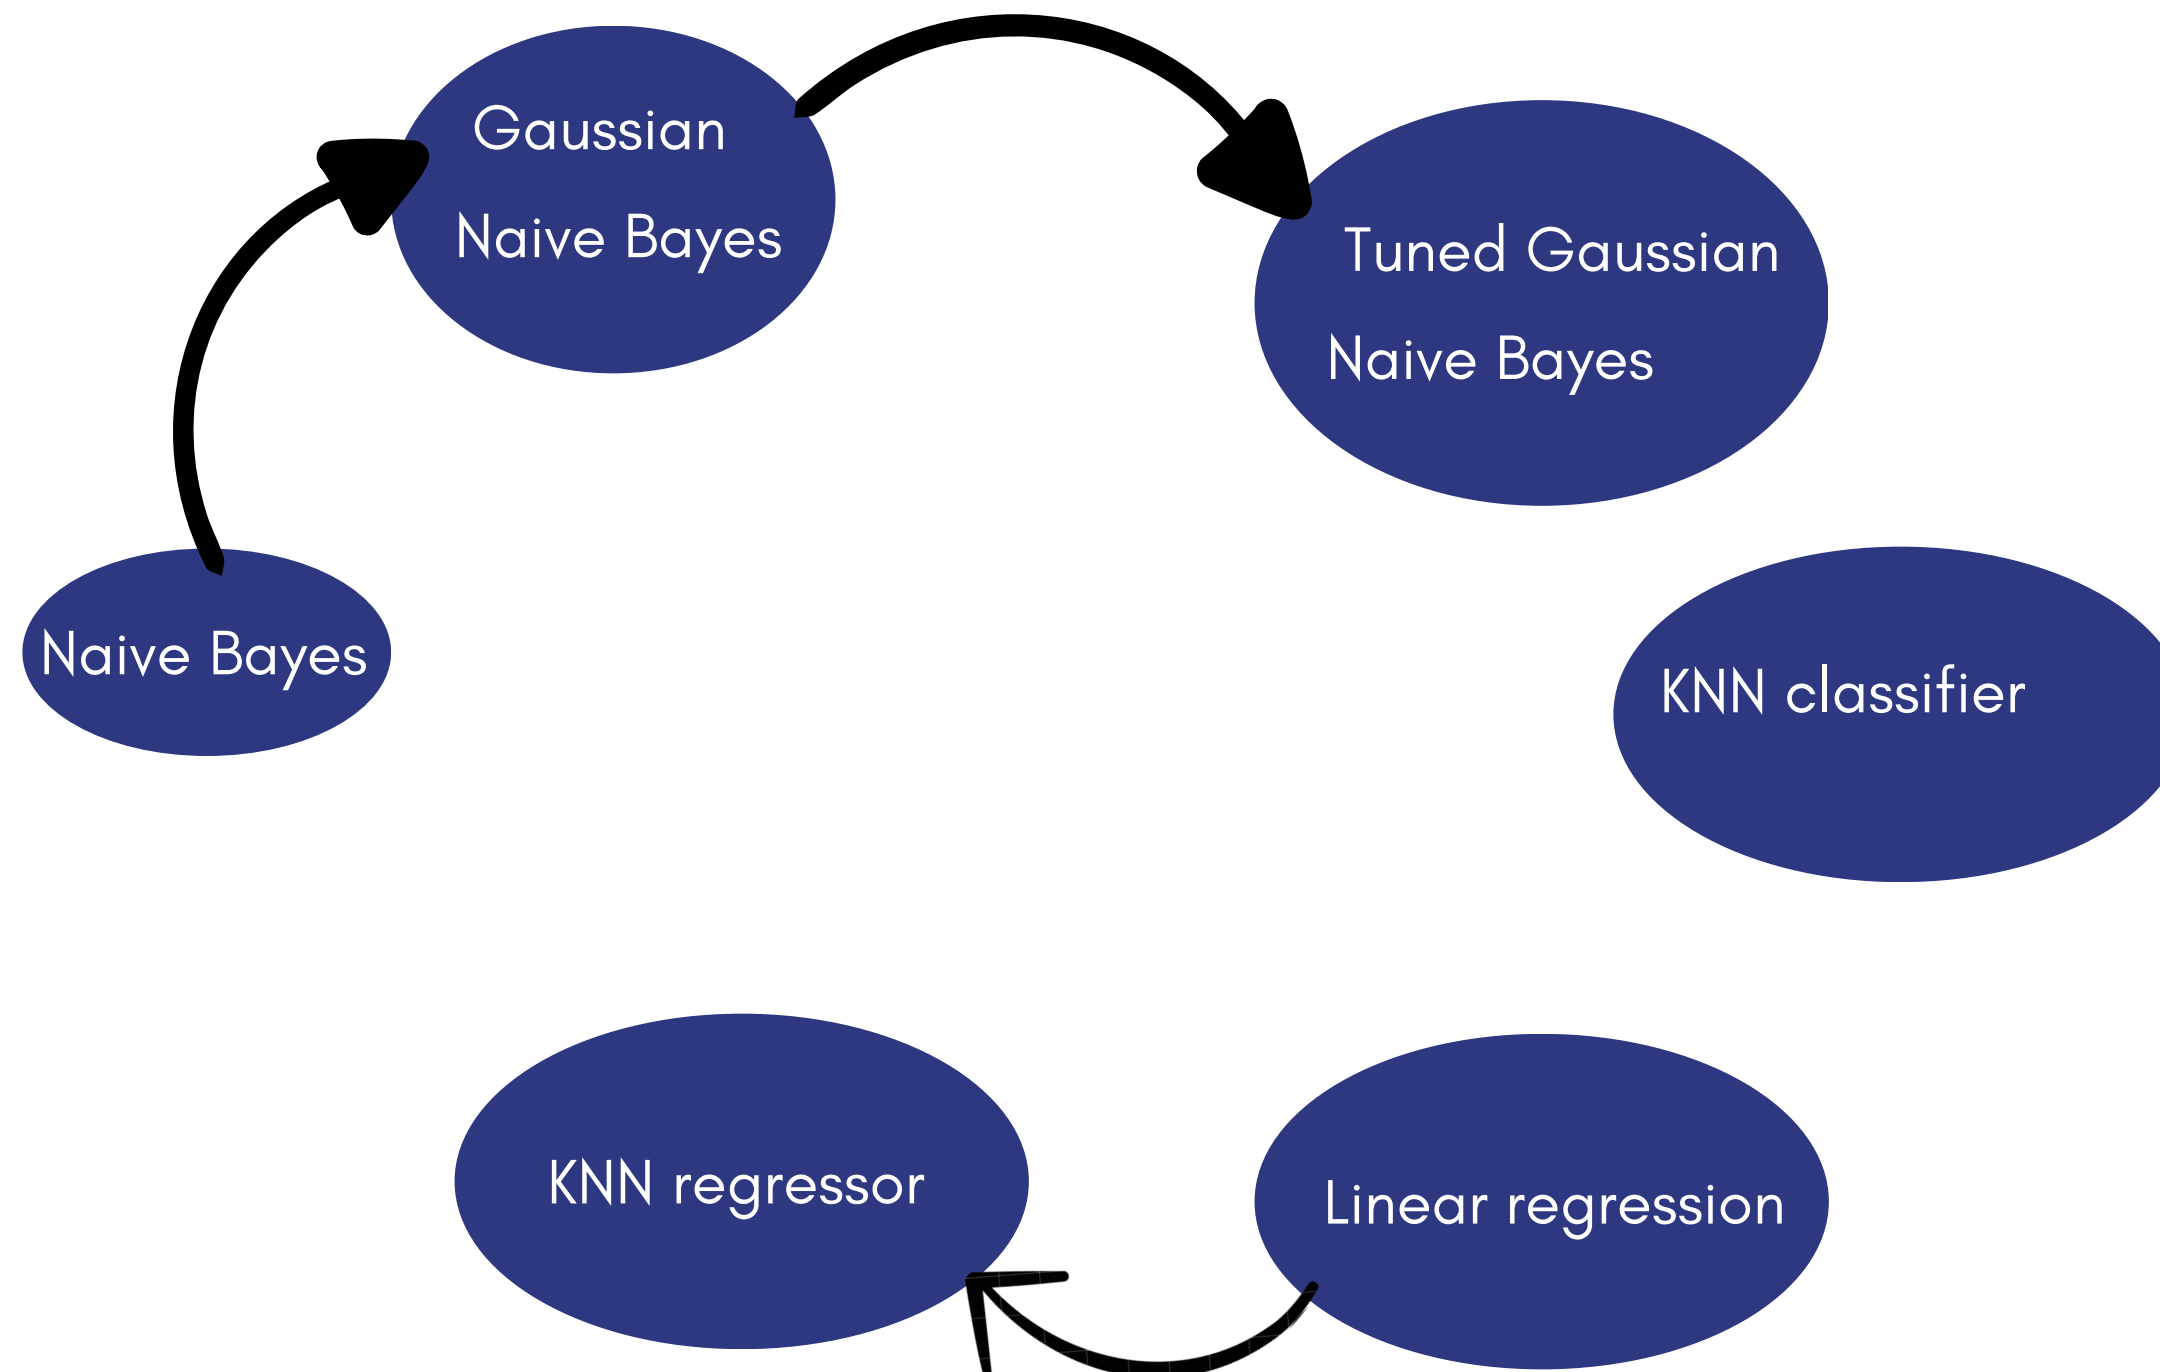 Gaussian
Naive Bayes
Tuned Gaussian
Naive Bayes
Naive Bayes
KNN classifier
KNN regressor
Linear regression